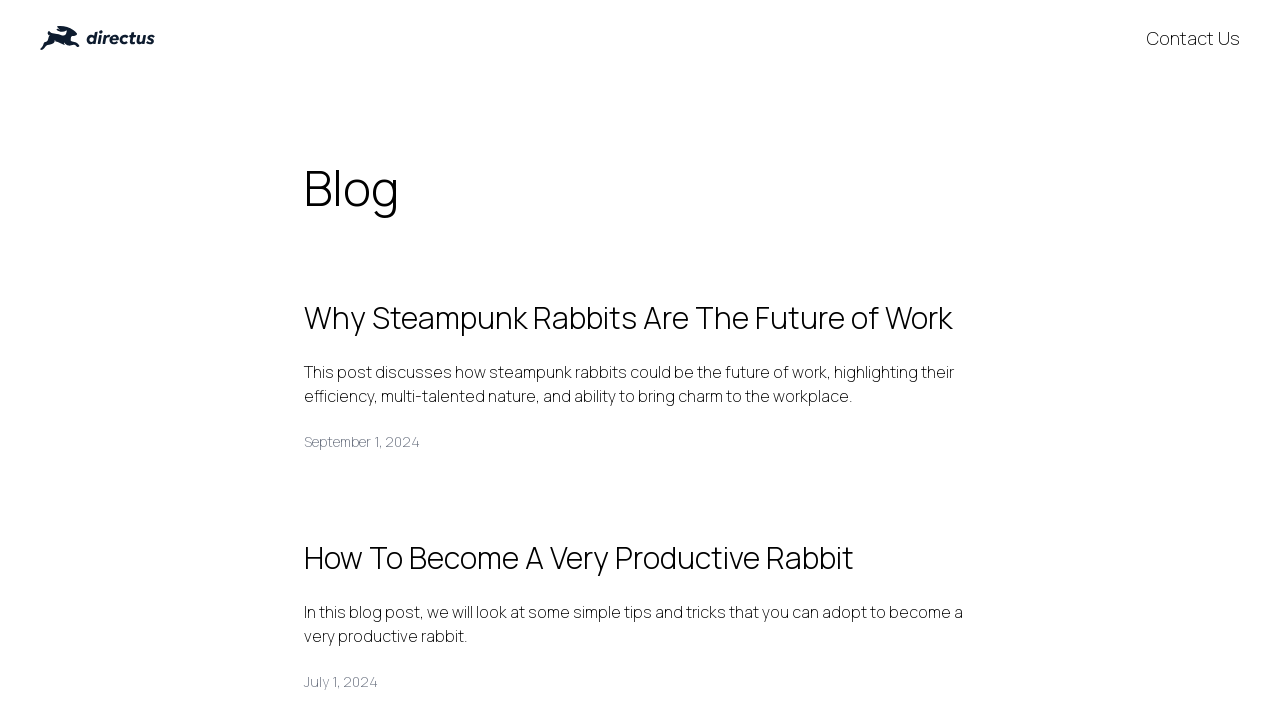 directus
Contact Us
Blog
Why Steampunk Rabbits Are The Future of Work
This post discusses how steampunk rabbits could be the future of work, highlighting their
efficiency, multi-talented nature, and ability to bring charm to the workplace.
September 1, 2024
How To Become A Very Productive Rabbit
In this blog post, we will look at some simple tips and tricks that you can adopt to become a
very productive rabbit.
July 1, 2024